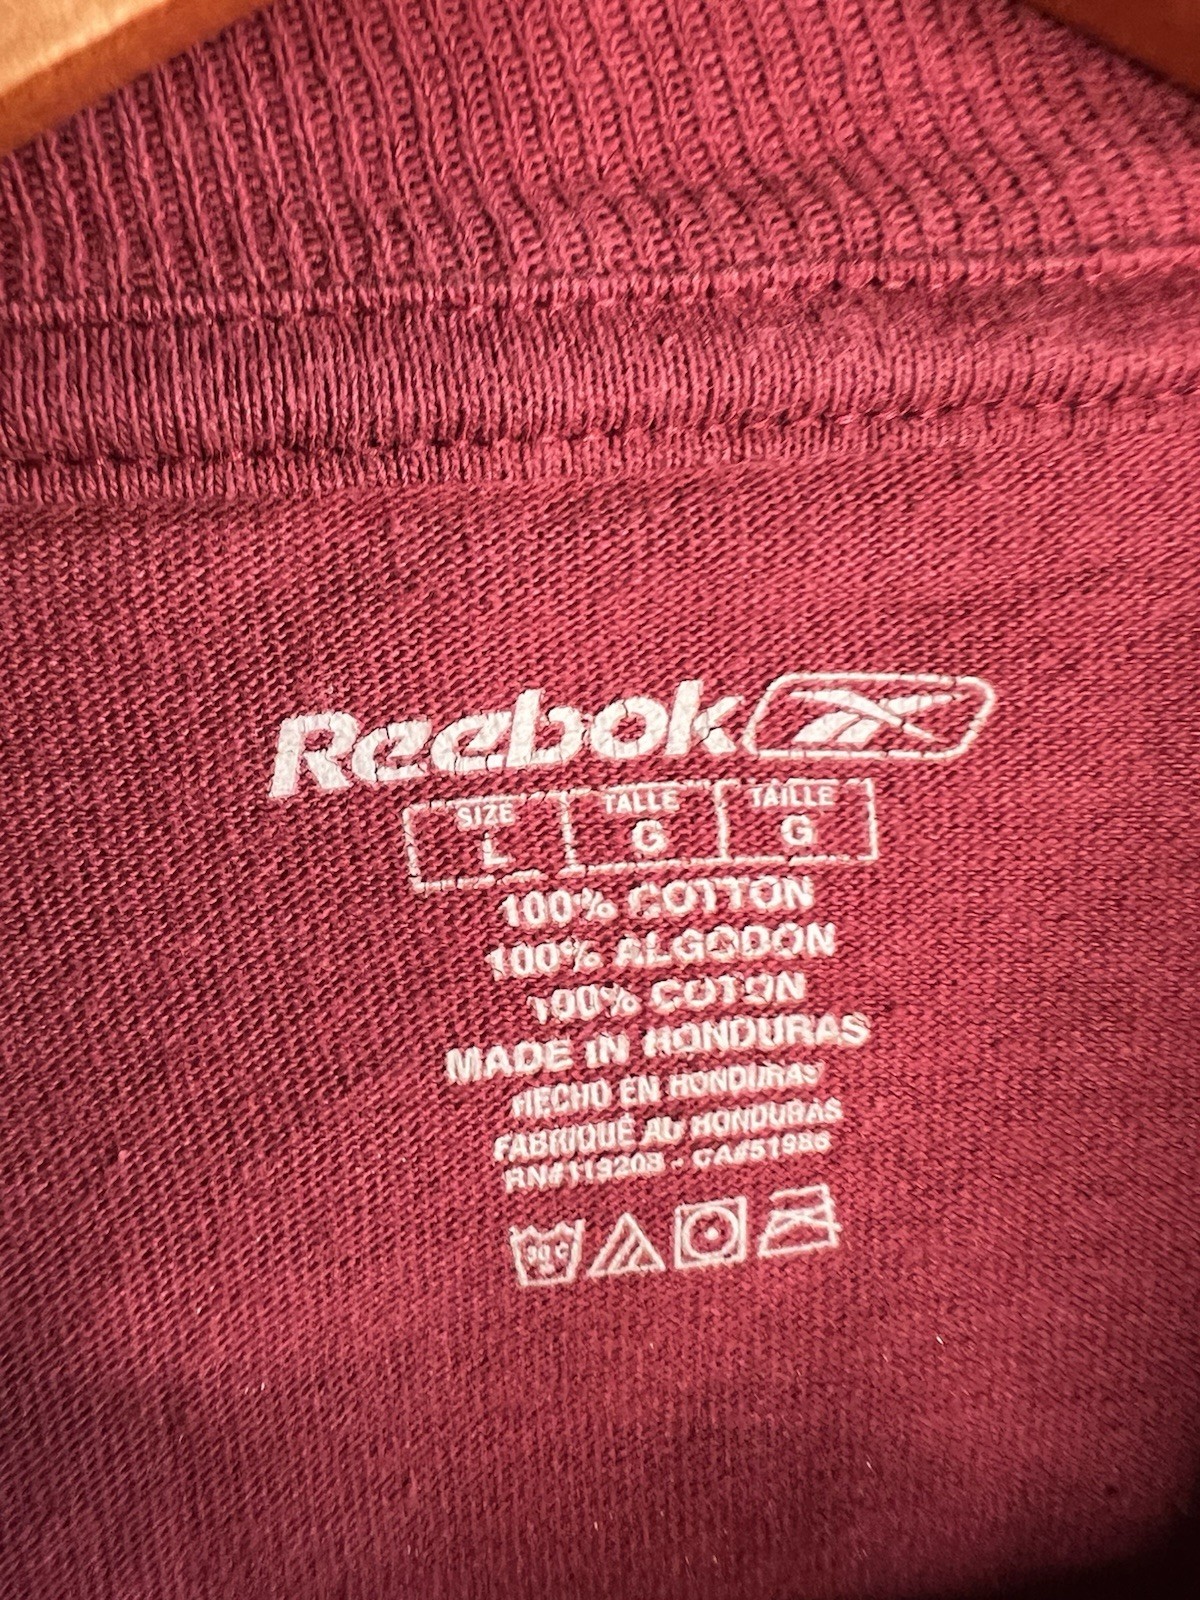 Reebok
SIZE TALLE TAILLE
L G G
100% COTTON
100% ALGODON
100% COTON
MADE IN HONDURAS
HECHO EN HONDURAS
FABRIQUÉ AU HONDURAS
RN#113203 - CA#51986
30 C